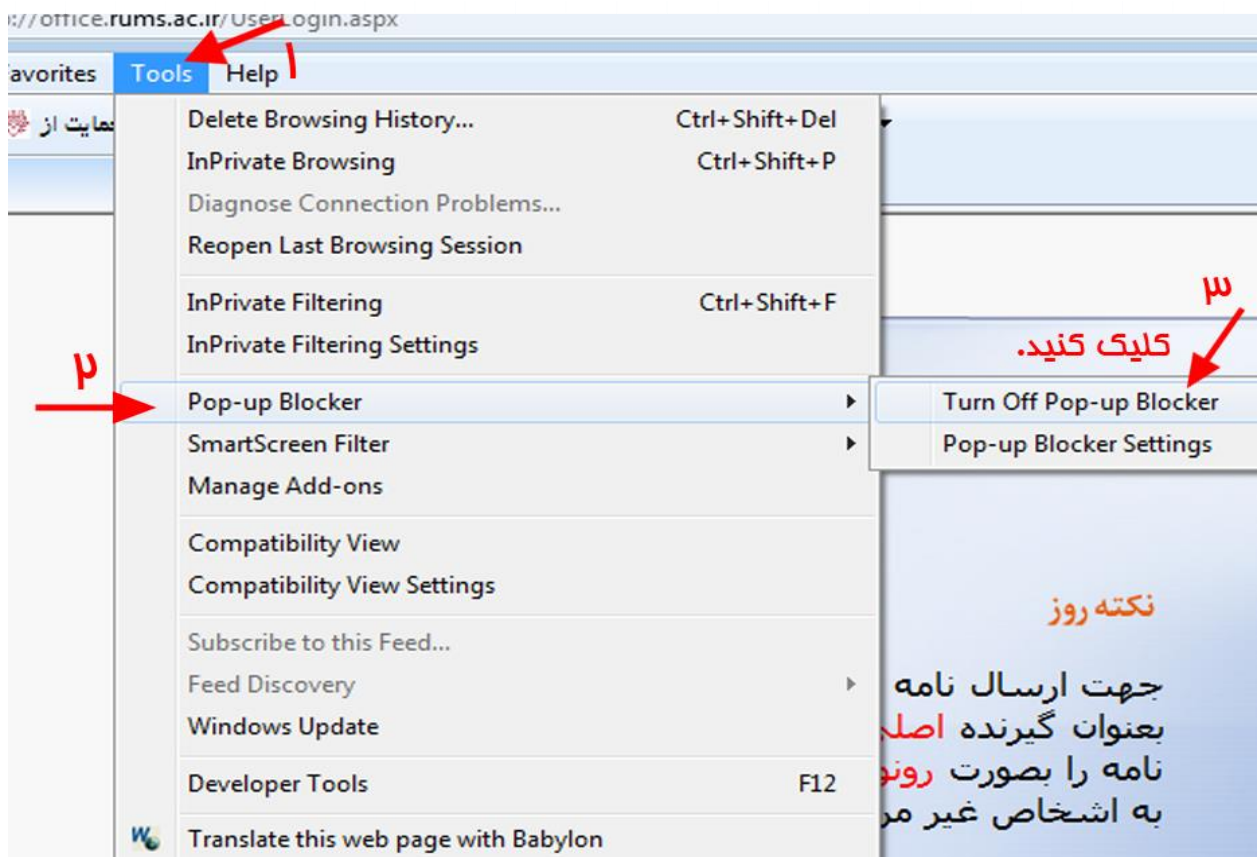 ://office.rums.ac.ir/UserLogin.aspx
۱
avorites Tools Help
حمایت از
Delete Browsing History... Ctrl+Shift+Del
InPrivate Browsing Ctrl+Shift+P
Diagnose Connection Problems...
Reopen Last Browsing Session
InPrivate Filtering Ctrl+Shift+F
InPrivate Filtering Settings
۲
Pop-up Blocker
۳
کلیک کنید.
Turn Off Pop-up Blocker
Pop-up Blocker Settings
SmartScreen Filter
Manage Add-ons
Compatibility View
Compatibility View Settings
Subscribe to this Feed...
Feed Discovery
Windows Update
Developer Tools F12
Translate this web page with Babylon
نکته روز
جهت ارسال نامه
بعنوان گیرنده اصلی
نامه را بصورت
به اشخاص غیر